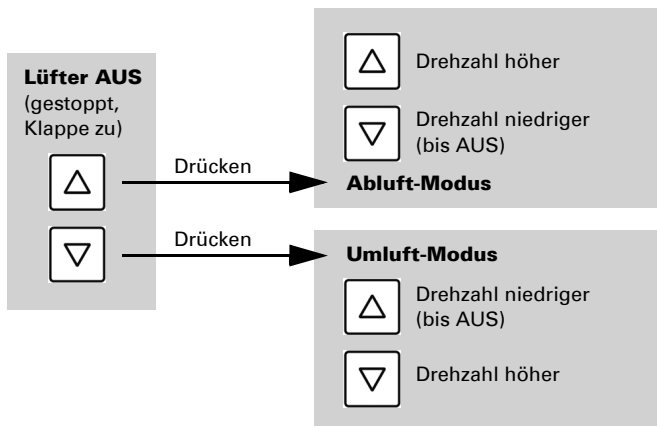 Lüfter AUS
(gestoppt,
Klappe zu)
Drücken
Drücken
Drehzahl höher
Drehzahl niedriger
(bis AUS)
Abluft-Modus
Umluft-Modus
Drehzahl niedriger
(bis AUS)
Drehzahl höher